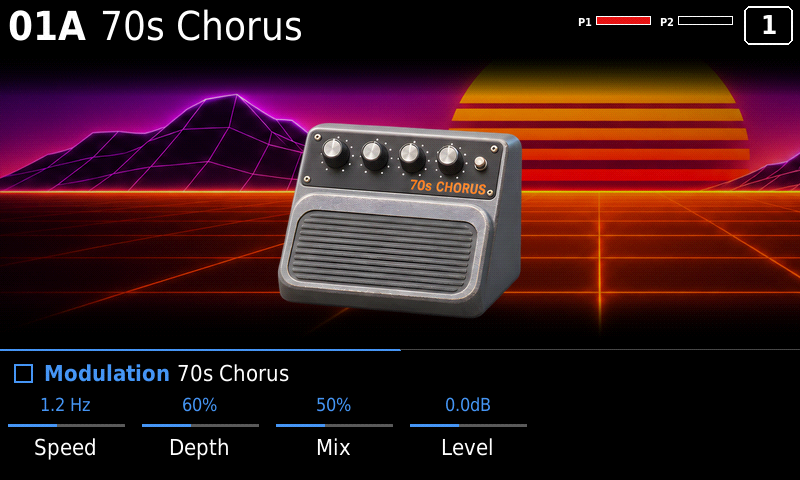 01A 70s Chorus
P1 P2 1
70s CHORUS
Modulation 70s Chorus
1.2 Hz 60% 50% 0.0dB
Speed Depth Mix Level